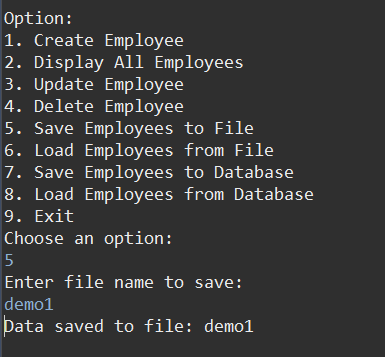 Option:
1. Create Employee
2. Display All Employees
3. Update Employee
4. Delete Employee
5. Save Employees to File
6. Load Employees from File
7. Save Employees to Database
8. Load Employees from Database
9. Exit
Choose an option:
5
Enter file name to save:
demo1
Data saved to file: demo1